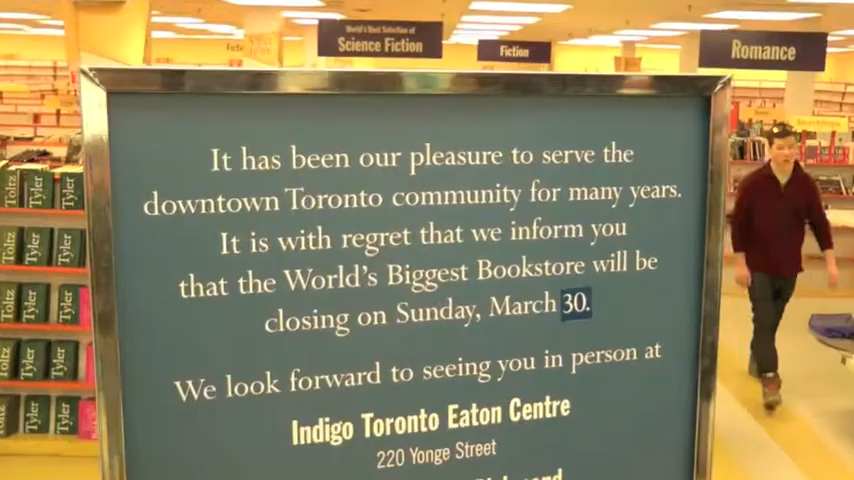 World's Best Selection of
Science Fiction
Fiction
Romance
It has been our pleasure to serve the
downtown Toronto community for many years.
It is with regret that we inform you
that the World's Biggest Bookstore will be
closing on Sunday, March 30.
We look forward to seeing you in person at
Indigo Toronto Eaton Centre
220 Yonge Street
Toltz Tyler Tyler
Toltz Tyler Tyler
Toltz Tyler Tyler
Toltz Tyler Tyler
Tyler Tyler